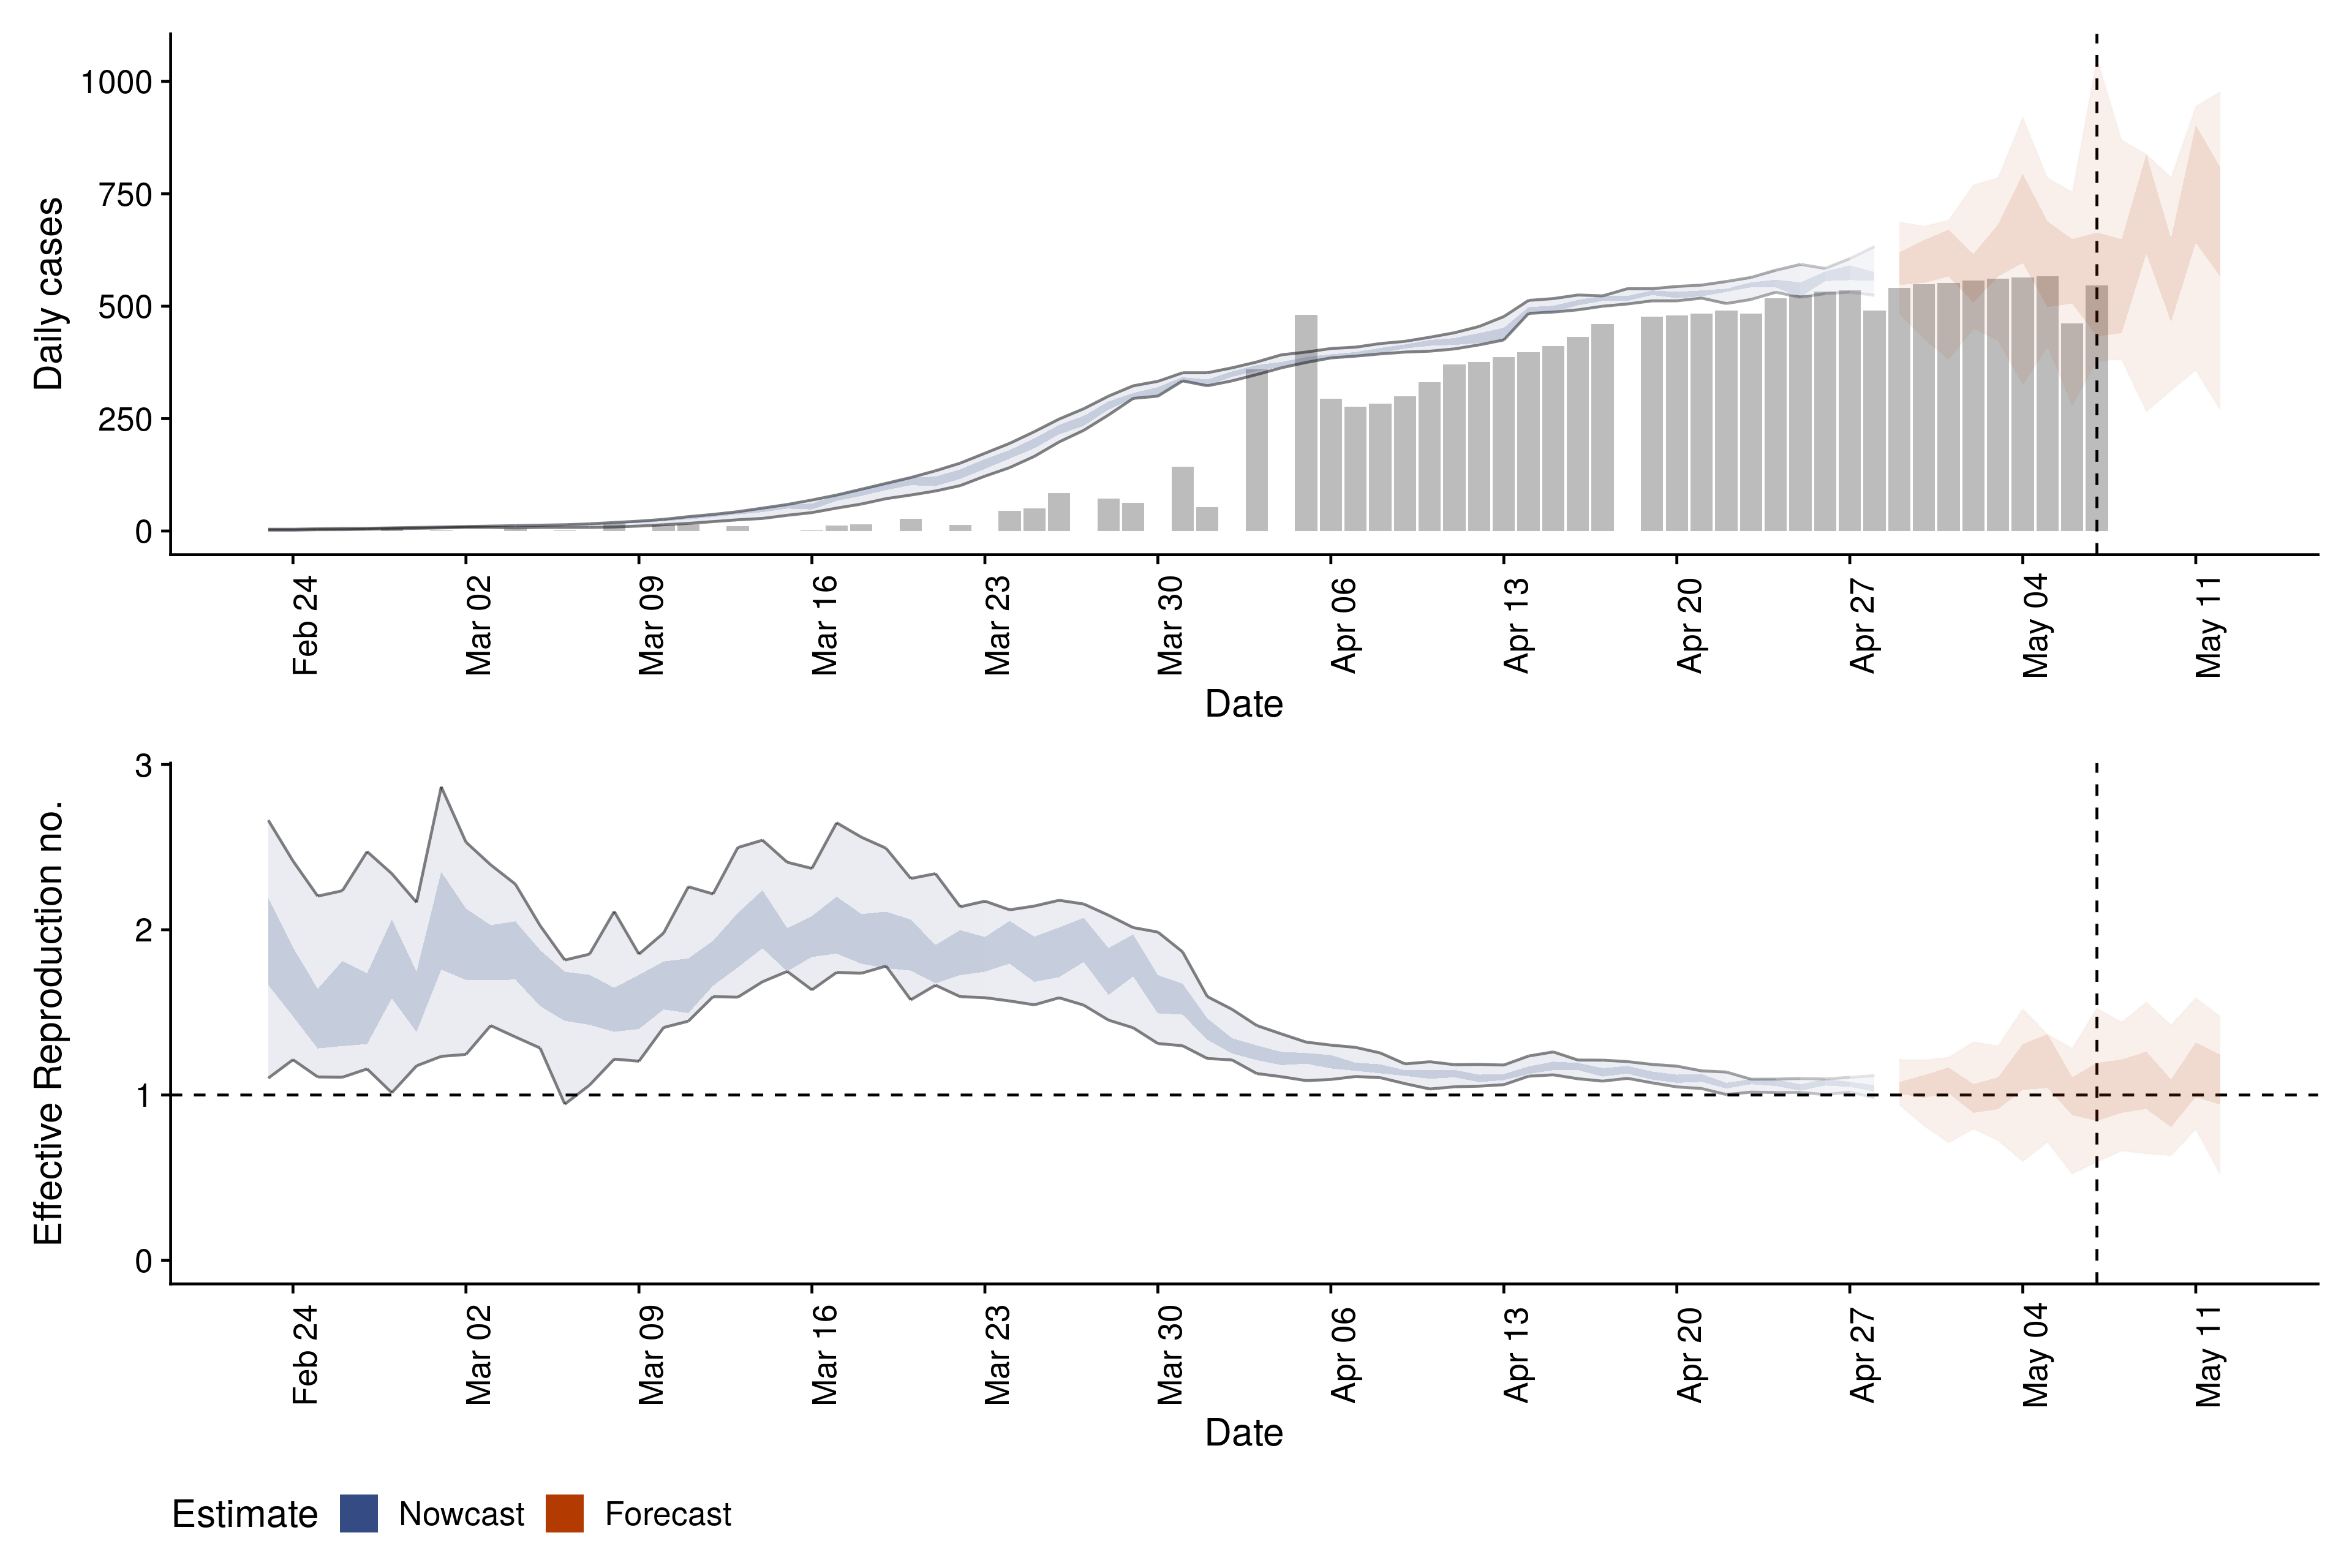 Daily cases
1000
750
500
250
0
Feb 24
Mar 02
Mar 09
Mar 16
Mar 23
Mar 30
Apr 06
Apr 13
Apr 20
Apr 27
May 04
May 11
Date
Effective Reproduction no.
3
2
1
0
Feb 24
Mar 02
Mar 09
Mar 16
Mar 23
Mar 30
Apr 06
Apr 13
Apr 20
Apr 27
May 04
May 11
Date
Estimate Nowcast Forecast